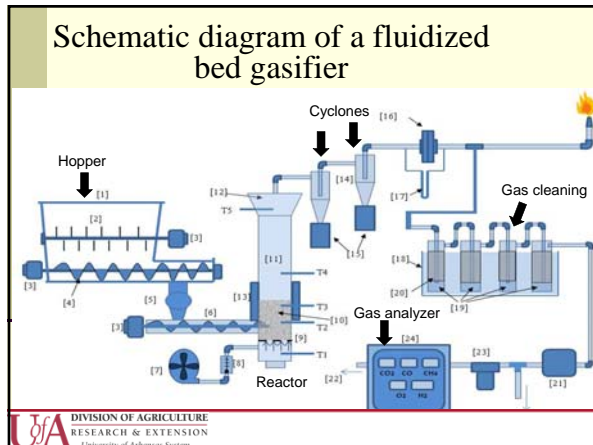 Schematic diagram of a fluidized
bed gasifier
Cyclones
[16]
Hopper
[1]
[12]
[14]
[2]
T5
[17]
Gas cleaning
[3]
[15]
[11]
[18]
[3]
T4
[4]
[5]
[13]
[20]
[19]
T3
[6]
[10]
Gas analyzer
[3]
T2
[24]
[9]
[23]
[7]
[8]
T1
CO2 CO CH4
[22]
[21]
O2 H2
Reactor
UofA DIVISION OF AGRICULTURE
RESEARCH & EXTENSION
University of Arkansas System